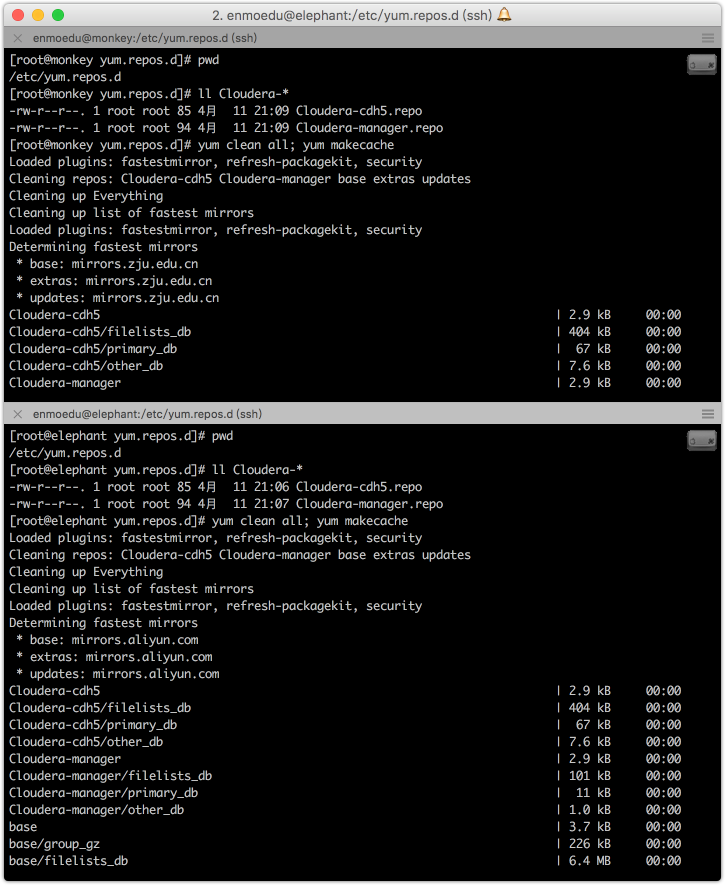 2. enmoedu@elephant:/etc/yum.repos.d (ssh)
enmoedu@monkey:/etc/yum.repos.d (ssh)
[root@monkey yum.repos.d]# pwd
/etc/yum.repos.d
[root@monkey yum.repos.d]# ll Cloudera-*
-rw-r--r--. 1 root root 85 4月  11 21:09 Cloudera-cdh5.repo
-rw-r--r--. 1 root root 94 4月  11 21:09 Cloudera-manager.repo
[root@monkey yum.repos.d]# yum clean all; yum makecache
Loaded plugins: fastestmirror, refresh-packagekit, security
Cleaning repos: Cloudera-cdh5 Cloudera-manager base extras updates
Cleaning up Everything
Cleaning up list of fastest mirrors
Loaded plugins: fastestmirror, refresh-packagekit, security
Determining fastest mirrors
 * base: mirrors.zju.edu.cn
 * extras: mirrors.zju.edu.cn
 * updates: mirrors.zju.edu.cn
Cloudera-cdh5 | 2.9 kB 00:00
Cloudera-cdh5/filelists_db | 404 kB 00:00
Cloudera-cdh5/primary_db | 67 kB 00:00
Cloudera-cdh5/other_db | 7.6 kB 00:00
Cloudera-manager | 2.9 kB 00:00
enmoedu@elephant:/etc/yum.repos.d (ssh)
[root@elephant yum.repos.d]# pwd
/etc/yum.repos.d
[root@elephant yum.repos.d]# ll Cloudera-*
-rw-r--r--. 1 root root 85 4月  11 21:06 Cloudera-cdh5.repo
-rw-r--r--. 1 root root 94 4月  11 21:07 Cloudera-manager.repo
[root@elephant yum.repos.d]# yum clean all; yum makecache
Loaded plugins: fastestmirror, refresh-packagekit, security
Cleaning repos: Cloudera-cdh5 Cloudera-manager base extras updates
Cleaning up Everything
Cleaning up list of fastest mirrors
Loaded plugins: fastestmirror, refresh-packagekit, security
Determining fastest mirrors
 * base: mirrors.aliyun.com
 * extras: mirrors.aliyun.com
 * updates: mirrors.aliyun.com
Cloudera-cdh5 | 2.9 kB 00:00
Cloudera-cdh5/filelists_db | 404 kB 00:00
Cloudera-cdh5/primary_db | 67 kB 00:00
Cloudera-cdh5/other_db | 7.6 kB 00:00
Cloudera-manager | 2.9 kB 00:00
Cloudera-manager/filelists_db | 101 kB 00:00
Cloudera-manager/primary_db | 11 kB 00:00
Cloudera-manager/other_db | 1.0 kB 00:00
base | 3.7 kB 00:00
base/group_gz | 226 kB 00:00
base/filelists_db | 6.4 MB 00:00